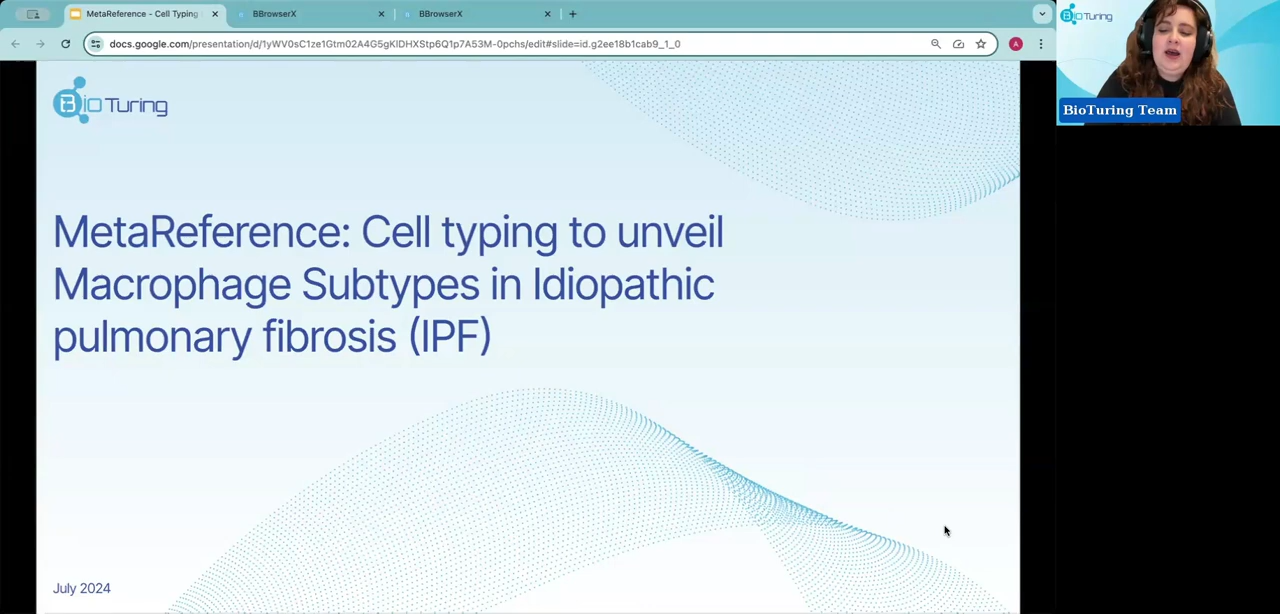 MetaReference - Cell Typing
BBrowserX
BBrowserX
docs.google.com/presentation/d/1yWV0sC1ze1Gtm02A4G5gKlDHXStp6Q1p7A53M-0pchs/edit#slide=id.g2ee18b1cab9_1_0
A
BioTuring
BioTuring Team
BioTuring
MetaReference: Cell typing to unveil
Macrophage Subtypes in Idiopathic
pulmonary fibrosis (IPF)
July 2024